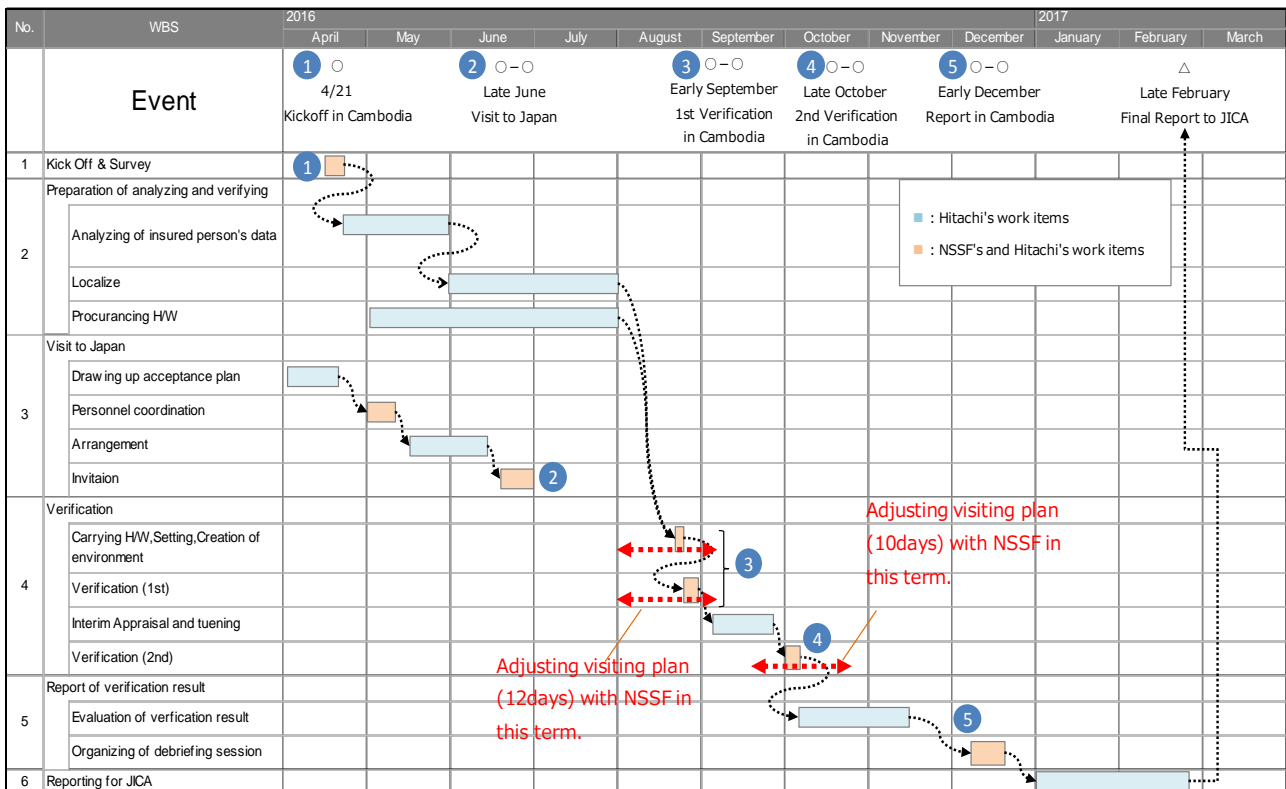 No.
WBS
2016
2017
April
May
June
July
August
September
October
November
December
January
February
March
Event
1 ○
4/21
Kickoff in Cambodia
2 ○－○
Late June
Visit to Japan
3 ○－○
Early September
1st Verification
in Cambodia
4 ○－○
Late October
2nd Verification
in Cambodia
5 ○－○
Early December
Report in Cambodia
△
Late February
Final Report to JICA
1
Kick Off & Survey
1
2
Preparation of analyzing and verifying
Analyzing of insured person's data
Localize
Procurancing H/W
: Hitachi's work items
: NSSF's and Hitachi's work items
3
Visit to Japan
Drawing up acceptance plan
Personnel coordination
Arrangement
Invitaion
2
4
Verification
Carrying H/W,Setting,Creation of
environment
Verification (1st)
Interim Appraisal and tuening
Verification (2nd)
3
4
Adjusting visiting plan
(10days) with NSSF in
this term.
Adjusting visiting plan
(12days) with NSSF in
this term.
5
Report of verification result
Evaluation of verfication result
Organizing of debriefing session
5
6
Reporting for JICA